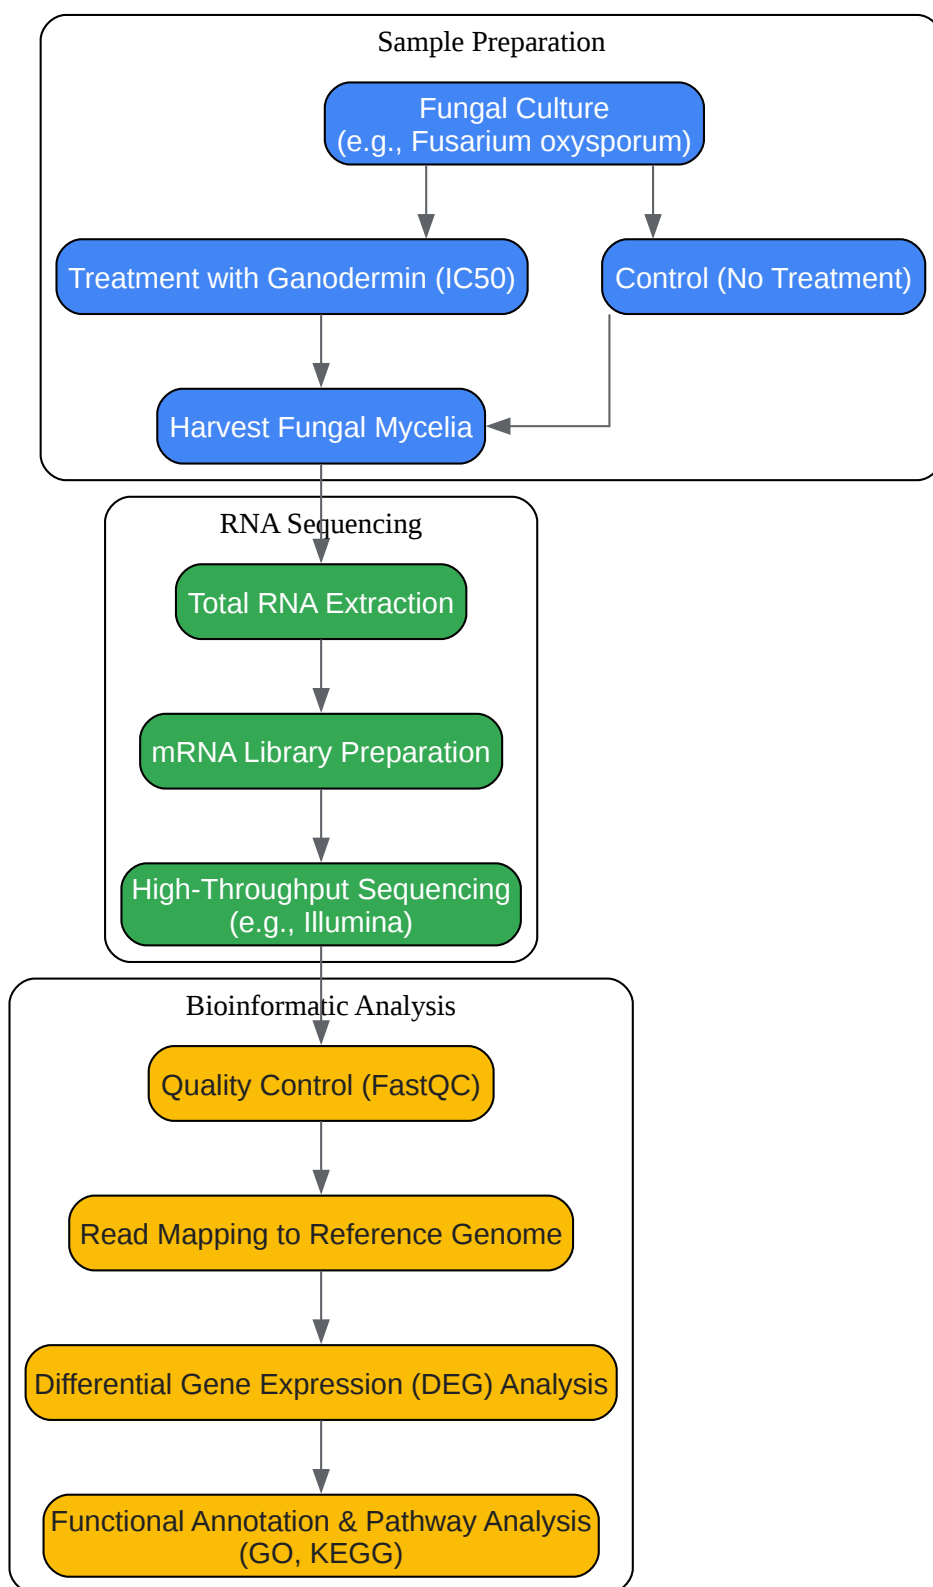 Sample Preparation
Fungal Culture
(e.g., Fusarium oxysporum)
Treatment with Ganodermin (IC50)
Control (No Treatment)
Harvest Fungal Mycelia
RNA Sequencing
Total RNA Extraction
mRNA Library Preparation
High-Throughput Sequencing
(e.g., Illumina)
Bioinformatic Analysis
Quality Control (FastQC)
Read Mapping to Reference Genome
Differential Gene Expression (DEG) Analysis
Functional Annotation & Pathway Analysis
(GO, KEGG)